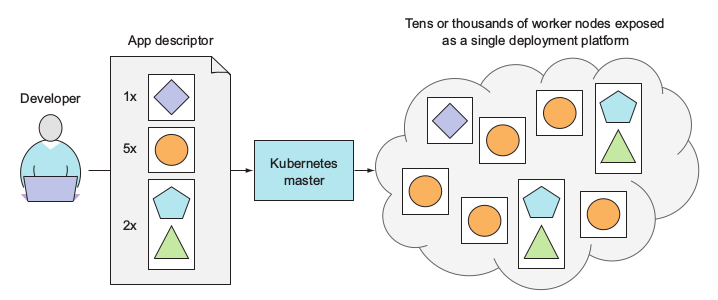 Tens or thousands of worker nodes exposed
as a single deployment platform
App descriptor
Developer
1x
5x
2x
Kubernetes
master